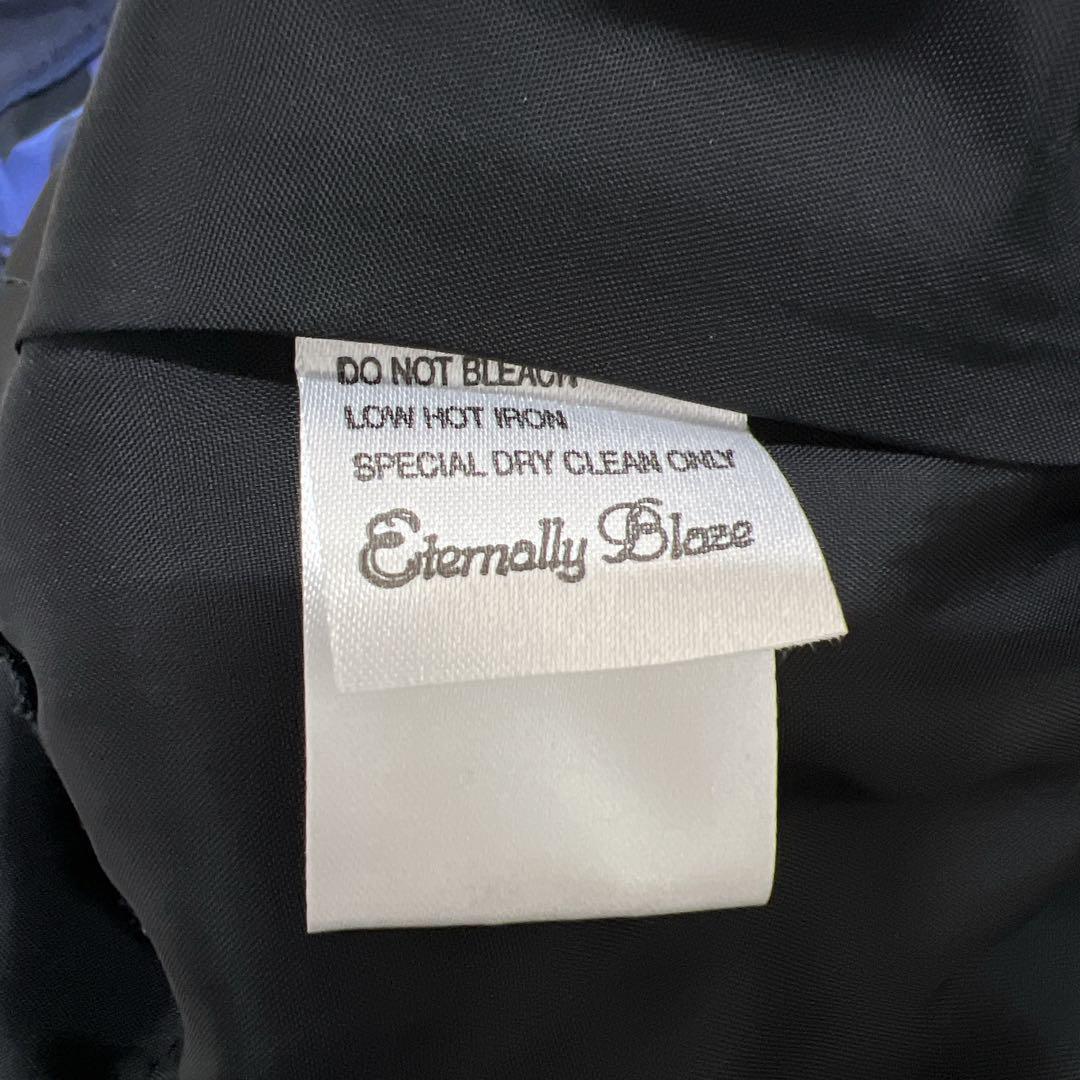 DO NOT BLEACH
LOW HOT IRON
SPECIAL DRY CLEAN ONLY
Eternally Blaze